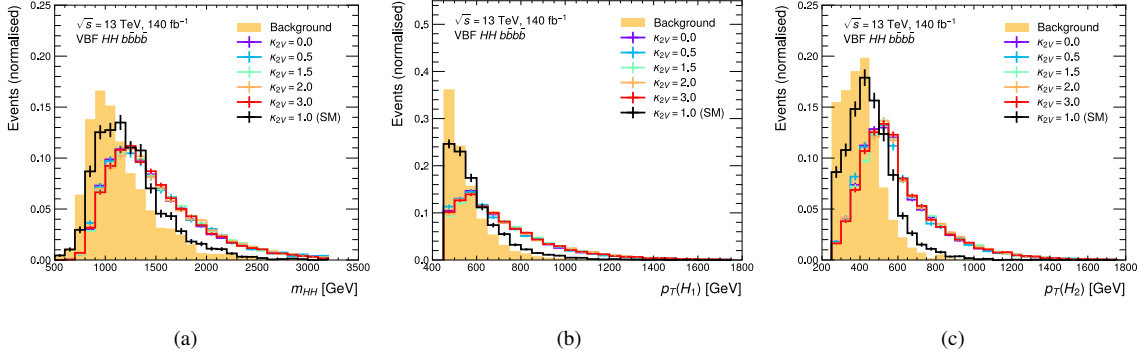 √s = 13 TeV, 140 fb⁻¹
VBF HH bb̄bb̄
Background
κ2V = 0.0
κ2V = 0.5
κ2V = 1.5
κ2V = 2.0
κ2V = 3.0
κ2V = 1.0 (SM)
Events (normalised)
0.30
0.25
0.20
0.15
0.10
0.05
0.00
500 1000 1500 2000 2500 3000 3500
mHH [GeV]
(a)
√s = 13 TeV, 140 fb⁻¹
VBF HH bb̄bb̄
Background
κ2V = 0.0
κ2V = 0.5
κ2V = 1.5
κ2V = 2.0
κ2V = 3.0
κ2V = 1.0 (SM)
Events (normalised)
0.5
0.4
0.3
0.2
0.1
0.0
400 600 800 1000 1200 1400 1600 1800
pT(H1) [GeV]
(b)
√s = 13 TeV, 140 fb⁻¹
VBF HH bb̄bb̄
Background
κ2V = 0.0
κ2V = 0.5
κ2V = 1.5
κ2V = 2.0
κ2V = 3.0
κ2V = 1.0 (SM)
Events (normalised)
0.25
0.20
0.15
0.10
0.05
0.00
200 400 600 800 1000 1200 1400 1600 1800
pT(H2) [GeV]
(c)